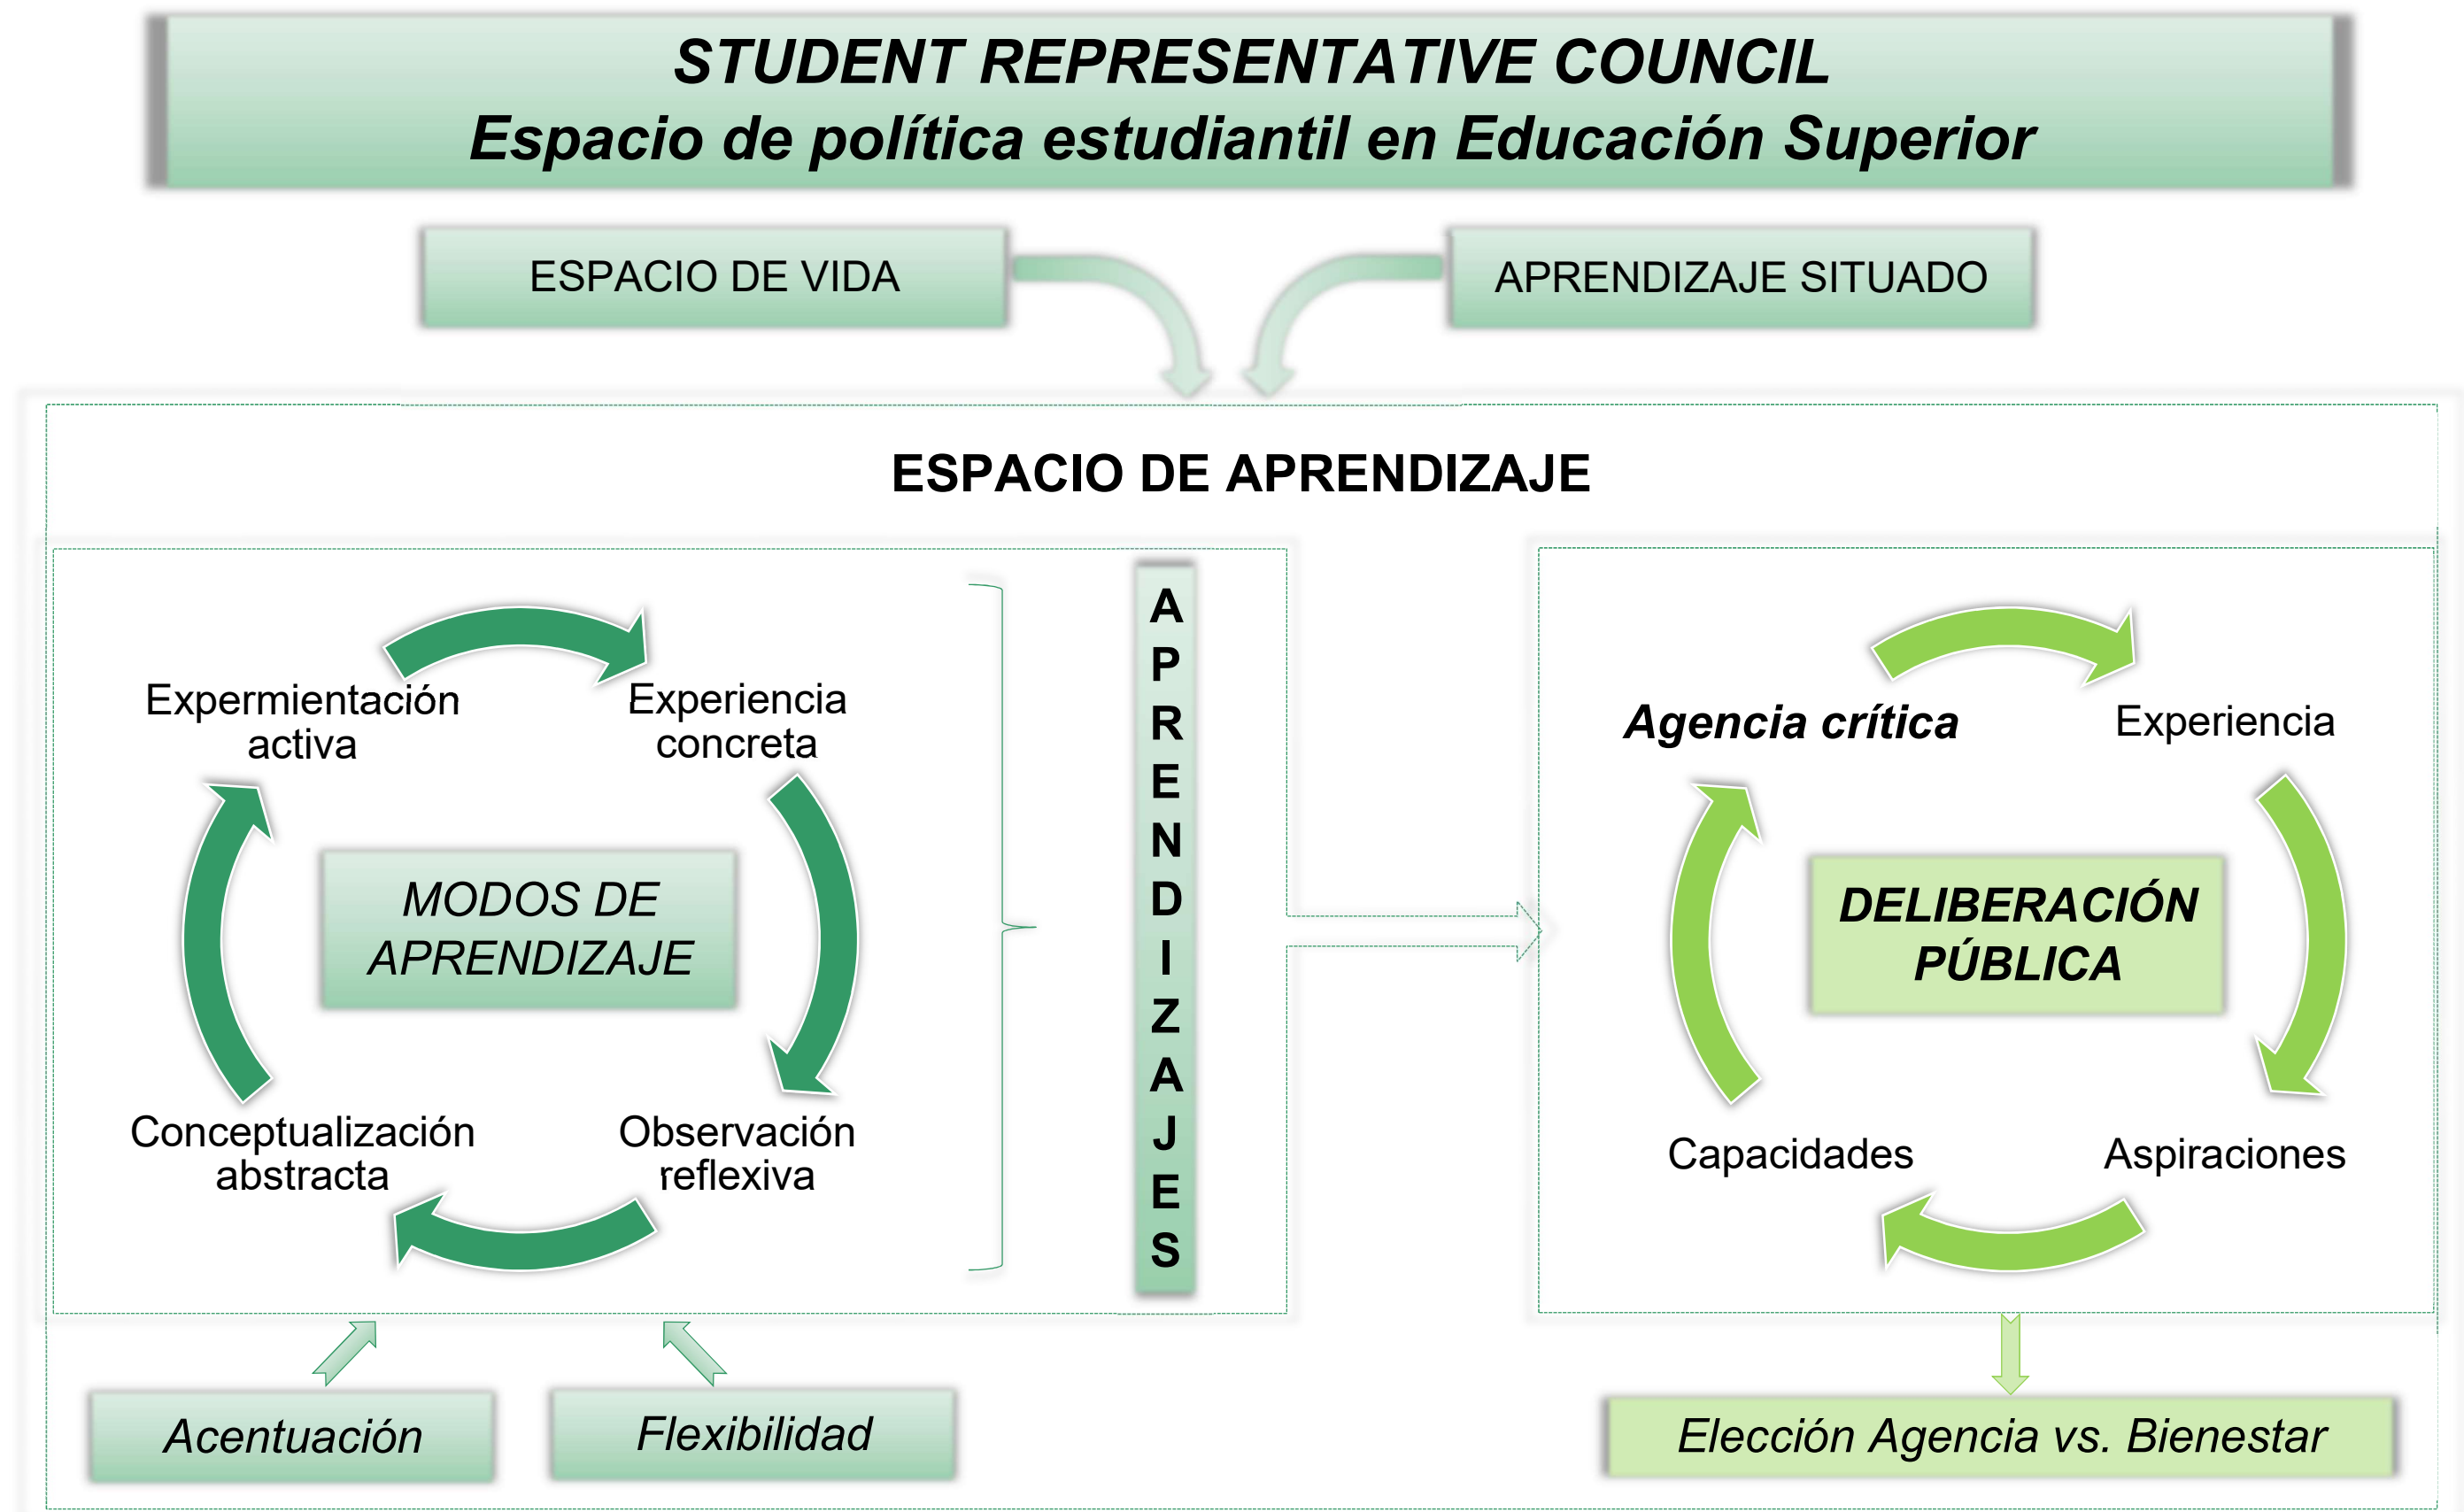 STUDENT REPRESENTATIVE COUNCIL
Espacio de política estudiantil en Educación Superior
ESPACIO DE VIDA
APRENDIZAJE SITUADO
ESPACIO DE APRENDIZAJE
Expermientación
activa
Experiencia
concreta
MODOS DE
APRENDIZAJE
Conceptualización
abstracta
Observación
reflexiva
APRENDIZAJES
Agencia crítica
Experiencia
DELIBERACIÓN
PÚBLICA
Capacidades
Aspiraciones
Acentuación
Flexibilidad
Elección Agencia vs. Bienestar